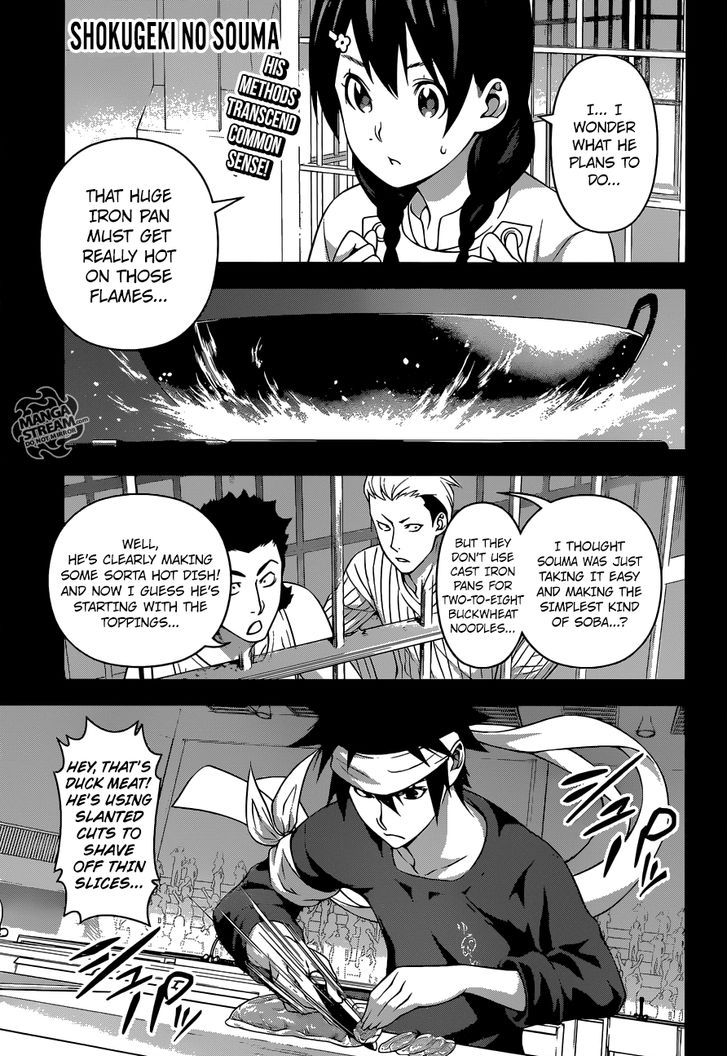 SHOKUGEKI NO SOUMA
HIS
METHODS
TRANSCEND
COMMON
SENSE!
I... I
WONDER
WHAT HE
PLANS TO
DO...
THAT HUGE
IRON PAN
MUST GET
REALLY HOT
ON THOSE
FLAMES...
MANGA
STREAM.com
DO NOT MIRROR
I THOUGHT
SOUMA WAS JUST
TAKING IT EASY
AND MAKING THE
SIMPLEST KIND
OF SOBA...?
BUT THEY
DON'T USE
CAST IRON
PANS FOR
TWO-TO-EIGHT
BUCKWHEAT
NOODLES...
WELL,
HE'S CLEARLY MAKING
SOME SORTA HOT DISH!
AND NOW I GUESS HE'S
STARTING WITH THE
TOPPINGS...
HEY, THAT'S
DUCK MEAT!
HE'S USING
SLANTED
CUTS TO
SHAVE
OFF THIN
SLICES...